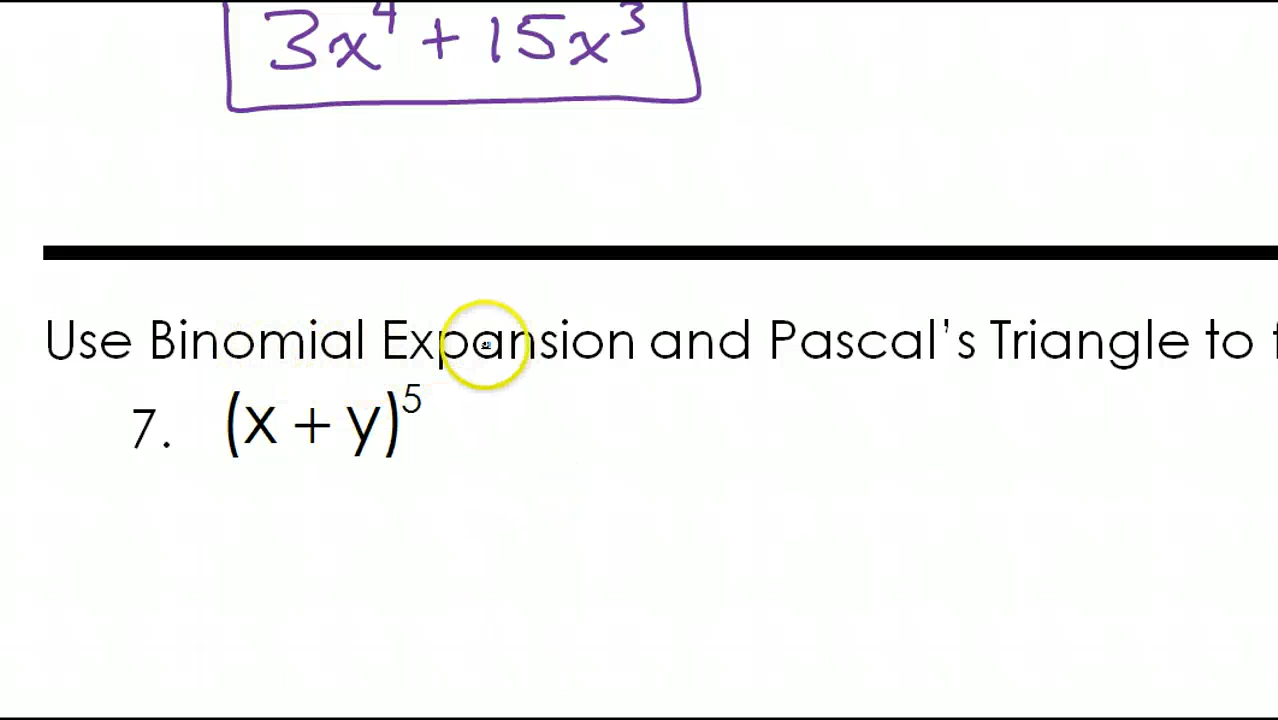 3x⁴ + 15x³
Use Binomial Expansion and Pascal's Triangle to
7. (x + y)⁵